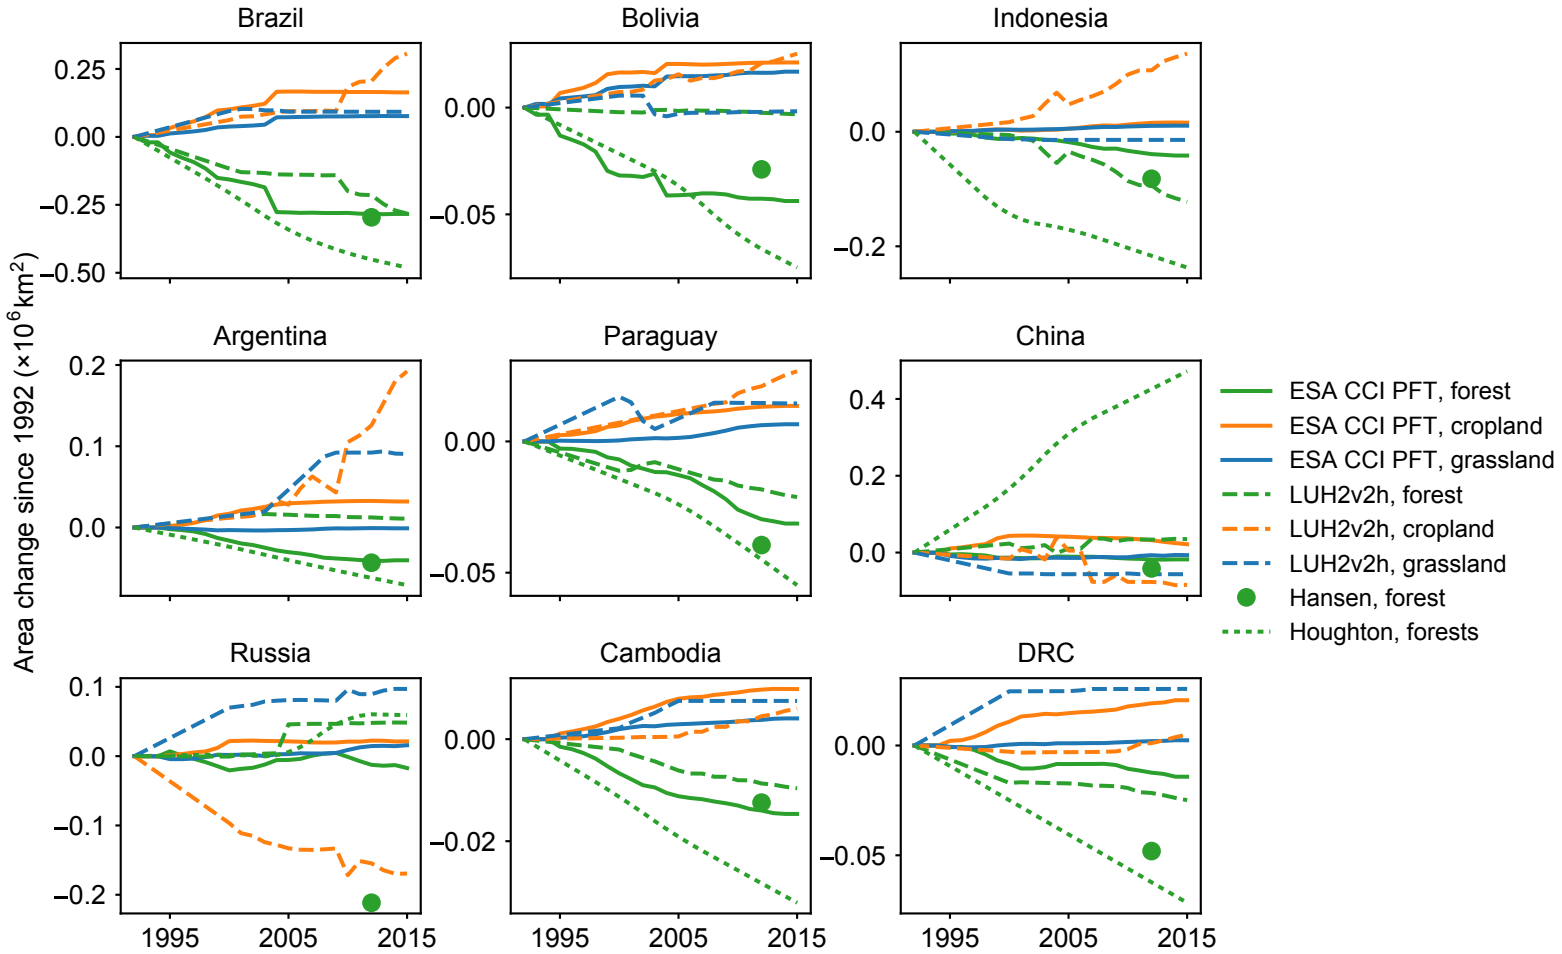 Brazil
Bolivia
Indonesia
0.25
0.00
−0.25
−0.50
0.00
−0.05
0.0
−0.2
Argentina
Paraguay
China
0.2
0.1
0.0
0.00
−0.05
0.4
0.2
0.0
Area change since 1992 (×10⁶km²)
Russia
Cambodia
DRC
0.1
0.0
−0.1
−0.2
0.00
−0.02
0.00
−0.05
1995 2005 2015
1995 2005 2015
1995 2005 2015
ESA CCI PFT, forest
ESA CCI PFT, cropland
ESA CCI PFT, grassland
LUH2v2h, forest
LUH2v2h, cropland
LUH2v2h, grassland
Hansen, forest
Houghton, forests